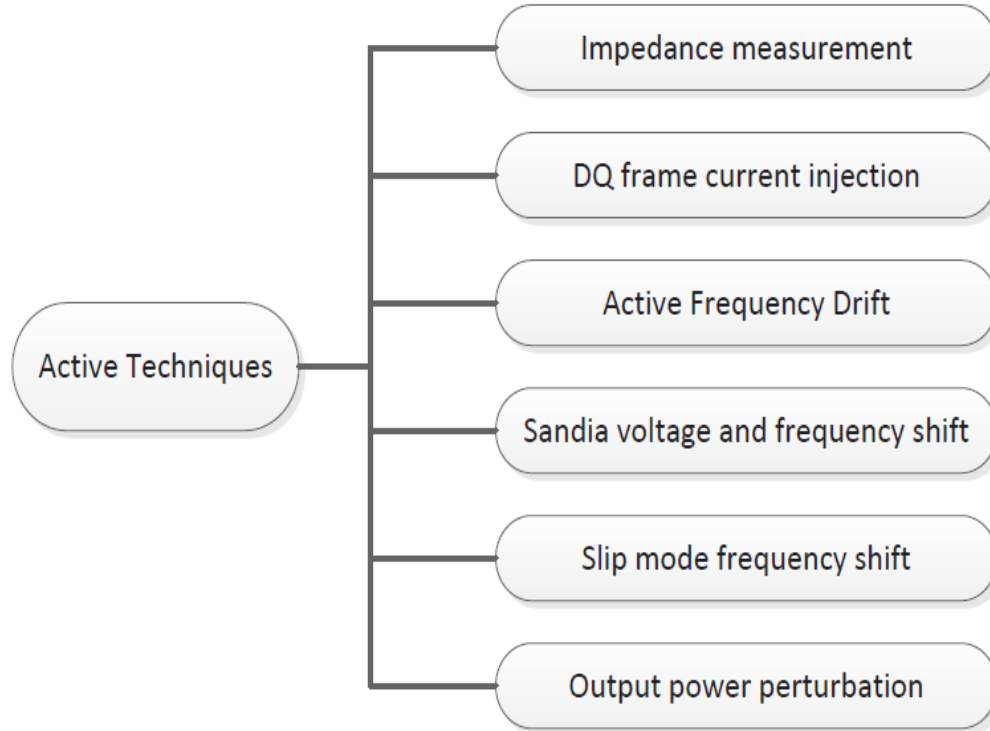 Impedance measurement
DQ frame current injection
Active Frequency Drift
Active Techniques
Sandia voltage and frequency shift
Slip mode frequency shift
Output power perturbation